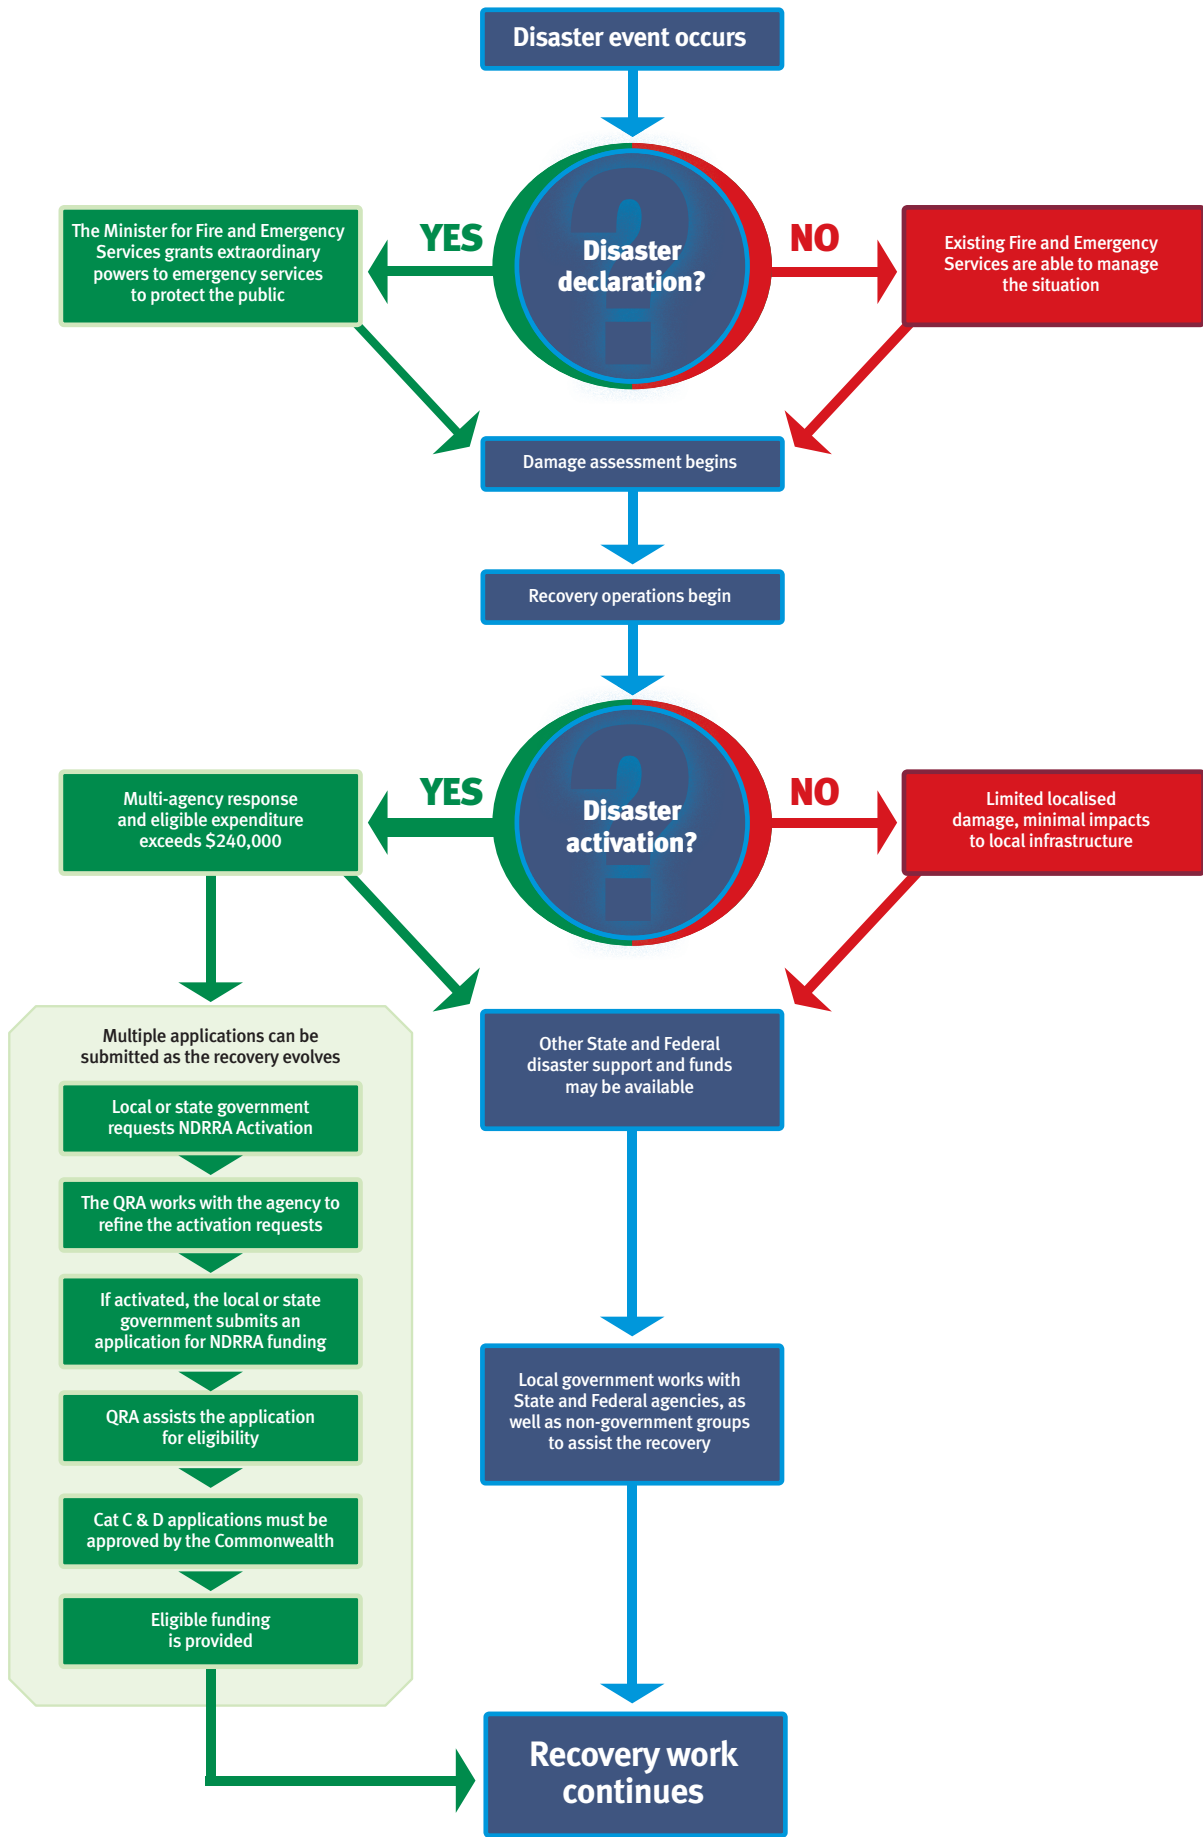 Disaster event occurs
Disaster
declaration?
YES
NO
The Minister for Fire and Emergency
Services grants extraordinary
powers to emergency services
to protect the public
Existing Fire and Emergency
Services are able to manage
the situation
Damage assessment begins
Recovery operations begin
Disaster
activation?
YES
NO
Multi-agency response
and eligible expenditure
exceeds $240,000
Limited localised
damage, minimal impacts
to local infrastructure
Multiple applications can be
submitted as the recovery evolves
Local or state government
requests NDRRA Activation
The QRA works with the agency to
refine the activation requests
If activated, the local or state
government submits an
application for NDRRA funding
QRA assists the application
for eligibility
Cat C & D applications must be
approved by the Commonwealth
Eligible funding
is provided
Other State and Federal
disaster support and funds
may be available
Local government works with
State and Federal agencies, as
well as non-government groups
to assist the recovery
Recovery work
continues